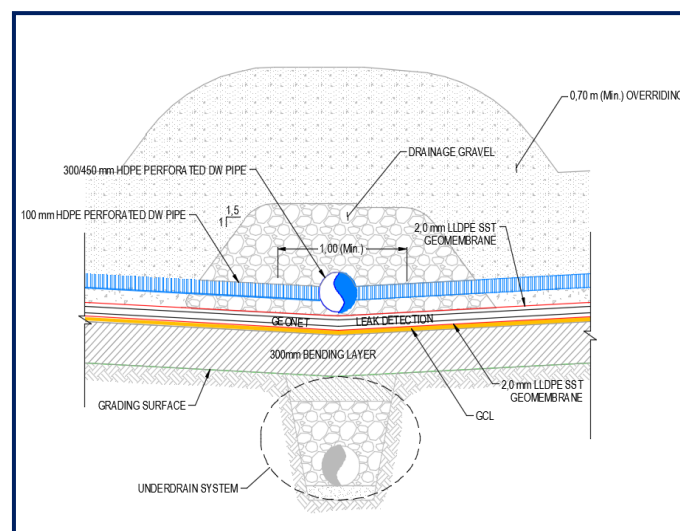 0,70 m (Min.) OVERRIDING
DRAINAGE GRAVEL
300/450 mm HDPE PERFORATED DW PIPE
1,5
1
100 mm HDPE PERFORATED DW PIPE
2,0 mm LLDPE SST
GEOMEMBRANE
1,00 (Min.)
GEONET
LEAK DETECTION
300mm BENDING LAYER
2,0 mm LLDPE SST
GEOMEMBRANE
GRADING SURFACE
GCL
UNDERDRAIN SYSTEM